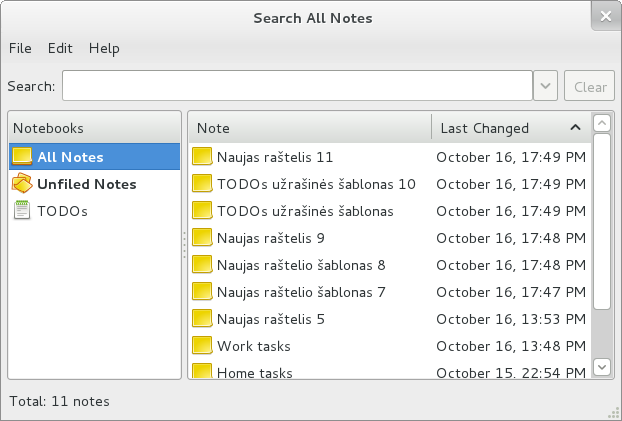 Search All Notes
File Edit Help
Search: Clear
Notebooks
All Notes
Unfiled Notes
TODOs
Note Last Changed
Naujas raštelis 11 October 16, 17:49 PM
TODOs užrašinės šablonas 10 October 16, 17:49 PM
TODOs užrašinės šablonas October 16, 17:49 PM
Naujas raštelis 9 October 16, 17:48 PM
Naujas raštelio šablonas 8 October 16, 17:48 PM
Naujas raštelio šablonas 7 October 16, 17:47 PM
Naujas raštelis 5 October 16, 13:53 PM
Work tasks October 16, 13:48 PM
Home tasks October 15, 22:54 PM
Total: 11 notes